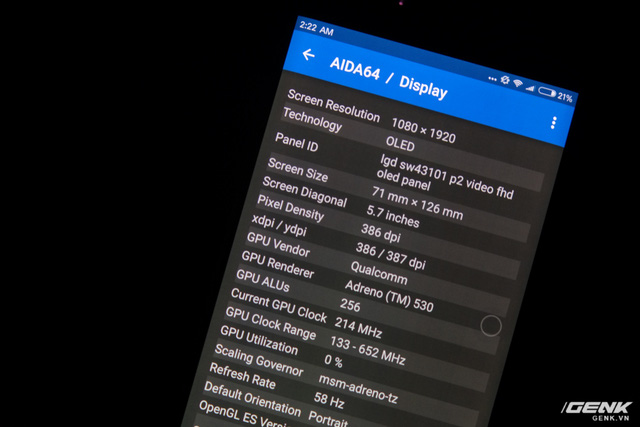 2:22 AM ... 21%
AIDA64 / Display
Screen Resolution 1080 × 1920
Technology OLED
Panel ID lgd sw43101 p2 video fhd
oled panel
Screen Size 71 mm × 126 mm
Screen Diagonal 5.7 inches
Pixel Density 386 dpi
xdpi / ydpi 386 / 387 dpi
GPU Vendor Qualcomm
GPU Renderer Adreno (TM) 530
GPU ALUs 256
Current GPU Clock 214 MHz
GPU Clock Range 133 - 652 MHz
GPU Utilization 0 %
Scaling Governor msm-adreno-tz
Refresh Rate 58 Hz
Default Orientation Portrait
OpenGL ES
GENK
GENK.VN